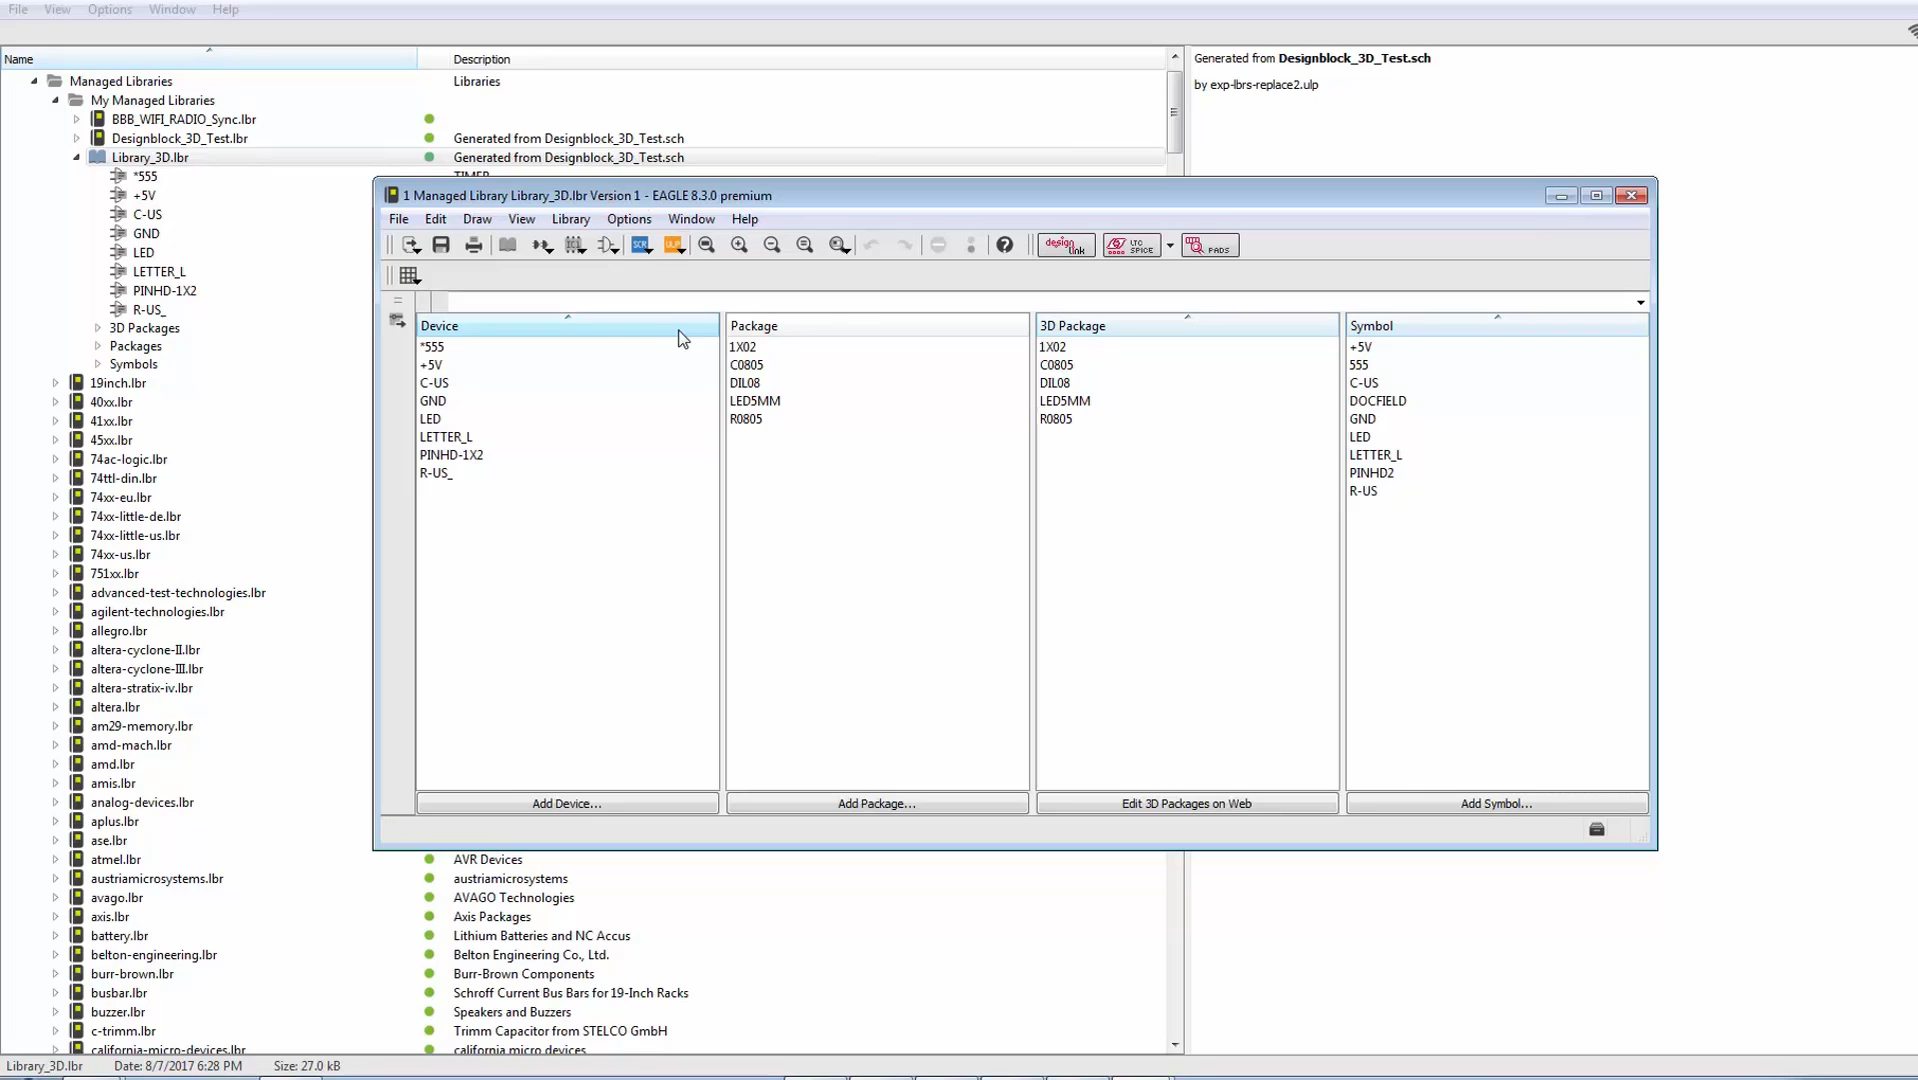 File View Options Window Help
Name Description
Generated from Designblock_3D_Test.sch
by exp-lbrs-replace2.ulp
Managed Libraries Libraries
My Managed Libraries
BBB_WIFI_RADIO_Sync.lbr
Designblock_3D_Test.lbr Generated from Designblock_3D_Test.sch
Library_3D.lbr Generated from Designblock_3D_Test.sch
*555 TIMER
+5V
C-US
GND
LED
LETTER_L
PINHD-1X2
R-US_
3D Packages
Packages
Symbols
19inch.lbr
40xx.lbr
41xx.lbr
45xx.lbr
74ac-logic.lbr
74ttl-din.lbr
74xx-eu.lbr
74xx-little-de.lbr
74xx-little-us.lbr
74xx-us.lbr
751xx.lbr
advanced-test-technologies.lbr
agilent-technologies.lbr
allegro.lbr
altera-cyclone-II.lbr
altera-cyclone-III.lbr
altera-stratix-iv.lbr
altera.lbr
am29-memory.lbr
amd-mach.lbr
amd.lbr
amis.lbr
analog-devices.lbr
aplus.lbr
ase.lbr
atmel.lbr AVR Devices
austriamicrosystems.lbr austriamicrosystems
avago.lbr AVAGO Technologies
axis.lbr Axis Packages
battery.lbr Lithium Batteries and NC Accus
belton-engineering.lbr Belton Engineering Co., Ltd.
burr-brown.lbr Burr-Brown Components
busbar.lbr Schroff Current Bus Bars for 19-Inch Racks
buzzer.lbr Speakers and Buzzers
c-trimm.lbr Trimm Capacitor from STELCO GmbH
california-micro-devices.lbr california micro devices
Library_3D.lbr Date: 8/7/2017 6:28 PM Size: 27.0 kB
1 Managed Library Library_3D.lbr Version 1 - EAGLE 8.3.0 premium
File Edit Draw View Library Options Window Help
SCR ULP design link LTC SPICE PADS
Device Package 3D Package Symbol
*555 1X02 1X02 +5V
+5V C0805 C0805 555
C-US DIL08 DIL08 C-US
GND LED5MM LED5MM DOCFIELD
LED R0805 R0805 GND
LETTER_L LED
PINHD-1X2 LETTER_L
R-US_ PINHD2
R-US
Add Device... Add Package... Edit 3D Packages on Web Add Symbol...